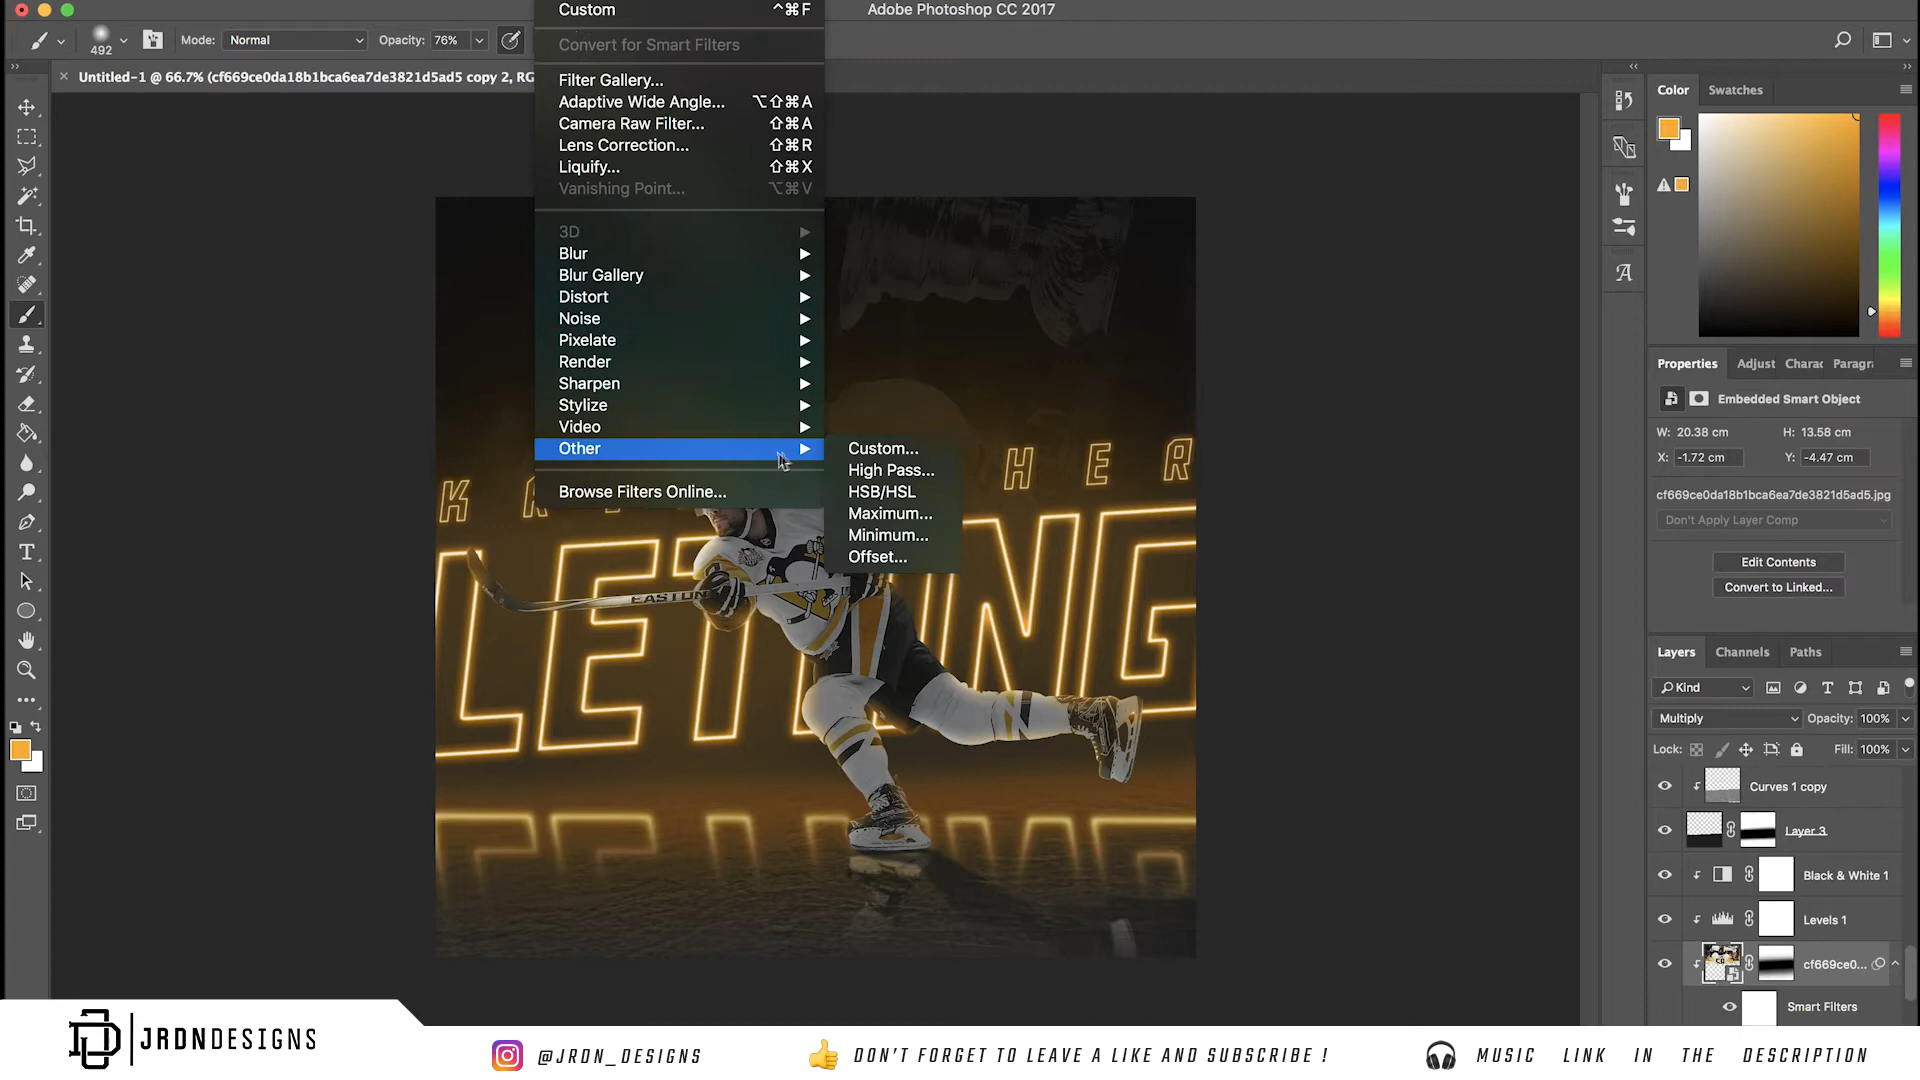 Custom ^⌘F
Adobe Photoshop CC 2017
Convert for Smart Filters
492
Mode: Normal
Opacity: 76%
Untitled-1 @ 66.7% (cf669ce0da18b1bca6ea7de3821d5ad5 copy 2, RG
Filter Gallery...
Adaptive Wide Angle... ⌥⇧⌘A
Camera Raw Filter... ⇧⌘A
Lens Correction... ⇧⌘R
Liquify... ⇧⌘X
Vanishing Point... ⌥⌘V
3D
Blur
Blur Gallery
Distort
Noise
Pixelate
Render
Sharpen
Stylize
Video
Other
Browse Filters Online...
Custom...
High Pass...
HSB/HSL
Maximum...
Minimum...
Offset...
HER
LETANG
EASTON
Color Swatches
Properties Adjust Charac Paragr
Embedded Smart Object
W: 20.38 cm H: 13.58 cm
X: -1.72 cm Y: -4.47 cm
cf669ce0da18b1bca6ea7de3821d5ad5.jpg
Don't Apply Layer Comp
Edit Contents
Convert to Linked...
Layers Channels Paths
Kind
Multiply Opacity: 100%
Lock: Fill: 100%
Curves 1 copy
Layer 3
Black & White 1
Levels 1
cf669ce0...
Smart Filters
JRDNDESIGNS
@JRDN_DESIGNS
DON'T FORGET TO LEAVE A LIKE AND SUBSCRIBE !
MUSIC LINK IN THE DESCRIPTION